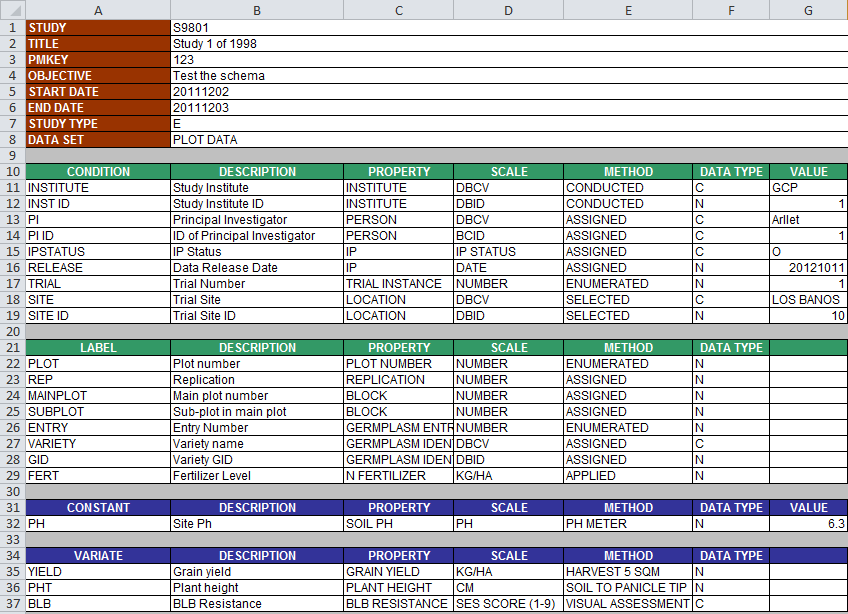 A B C D E F G
1 STUDY S9801
2 TITLE Study 1 of 1998
3 PMKEY 123
4 OBJECTIVE Test the schema
5 START DATE 20111202
6 END DATE 20111203
7 STUDY TYPE E
8 DATA SET PLOT DATA
9
10 CONDITION DESCRIPTION PROPERTY SCALE METHOD DATA TYPE VALUE
11 INSTITUTE Study Institute INSTITUTE DBCV CONDUCTED C GCP
12 INST ID Study Institute ID INSTITUTE DBID CONDUCTED N 1
13 PI Principal Investigator PERSON DBCV ASSIGNED C Arllet
14 PI ID ID of Principal Investigator PERSON BCID ASSIGNED C 1
15 IPSTATUS IP Status IP IP STATUS ASSIGNED C O
16 RELEASE Data Release Date IP DATE ASSIGNED N 20121011
17 TRIAL Trial Number TRIAL INSTANCE NUMBER ENUMERATED N 1
18 SITE Trial Site LOCATION DBCV SELECTED C LOS BANOS
19 SITE ID Trial Site ID LOCATION DBID SELECTED N 10
20
21 LABEL DESCRIPTION PROPERTY SCALE METHOD DATA TYPE
22 PLOT Plot number PLOT NUMBER NUMBER ENUMERATED N
23 REP Replication REPLICATION NUMBER ASSIGNED N
24 MAINPLOT Main plot number BLOCK NUMBER ASSIGNED N
25 SUBPLOT Sub-plot in main plot BLOCK NUMBER ASSIGNED N
26 ENTRY Entry Number GERMPLASM ENTR NUMBER ENUMERATED N
27 VARIETY Variety name GERMPLASM IDEN DBCV ASSIGNED C
28 GID Variety GID GERMPLASM IDEN DBID ASSIGNED N
29 FERT Fertilizer Level N FERTILIZER KG/HA APPLIED N
30
31 CONSTANT DESCRIPTION PROPERTY SCALE METHOD DATA TYPE VALUE
32 PH Site Ph SOIL PH PH PH METER N 6.3
33
34 VARIATE DESCRIPTION PROPERTY SCALE METHOD DATA TYPE
35 YIELD Grain yield GRAIN YIELD KG/HA HARVEST 5 SQM N
36 PHT Plant height PLANT HEIGHT CM SOIL TO PANICLE TIP N
37 BLB BLB Resistance BLB RESISTANCE SES SCORE (1-9) VISUAL ASSESSMENT C